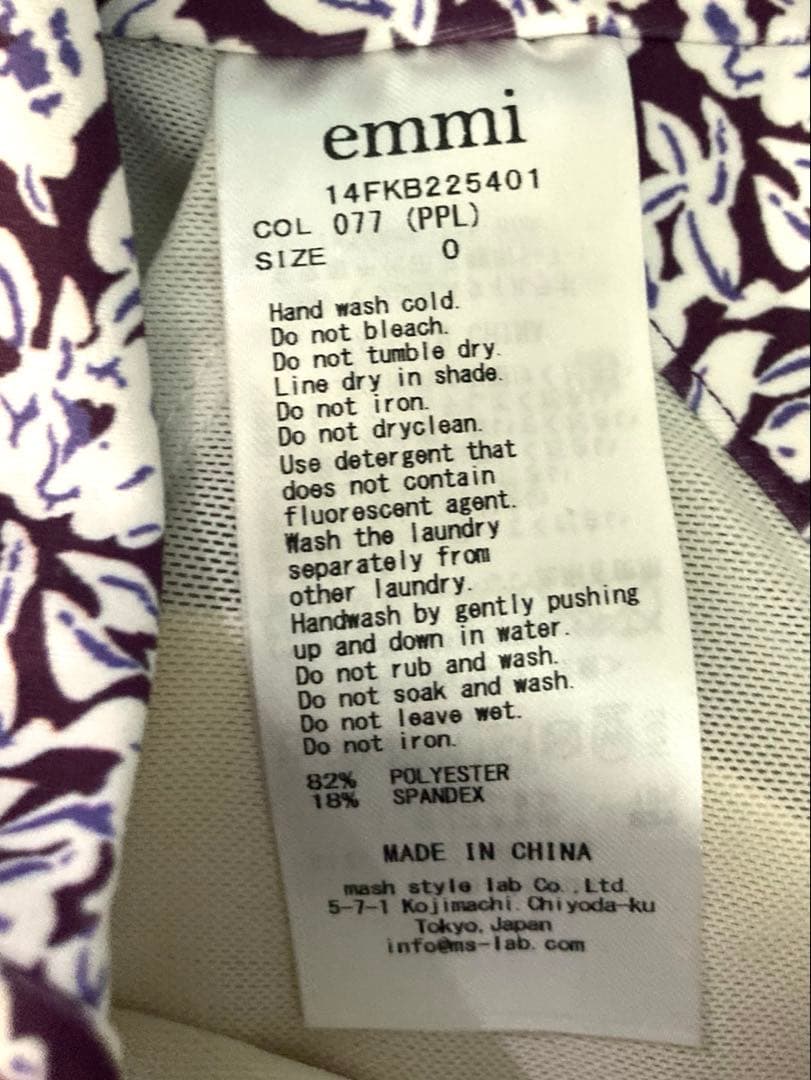 emmi
14FKB225401
COL 077 (PPL)
SIZE 0
Hand wash cold.
Do not bleach.
Do not tumble dry.
Line dry in shade.
Do not iron.
Do not dryclean.
Use detergent that
does not contain
fluorescent agent.
Wash the laundry
separately from
other laundry.
Handwash by gently pushing
up and down in water.
Do not rub and wash.
Do not soak and wash.
Do not leave wet.
Do not iron.
82% POLYESTER
18% SPANDEX
MADE IN CHINA
mash style lab Co.,Ltd.
5-7-1 Kojimachi.Chiyoda-ku
Tokyo, Japan
info@ms-lab.com